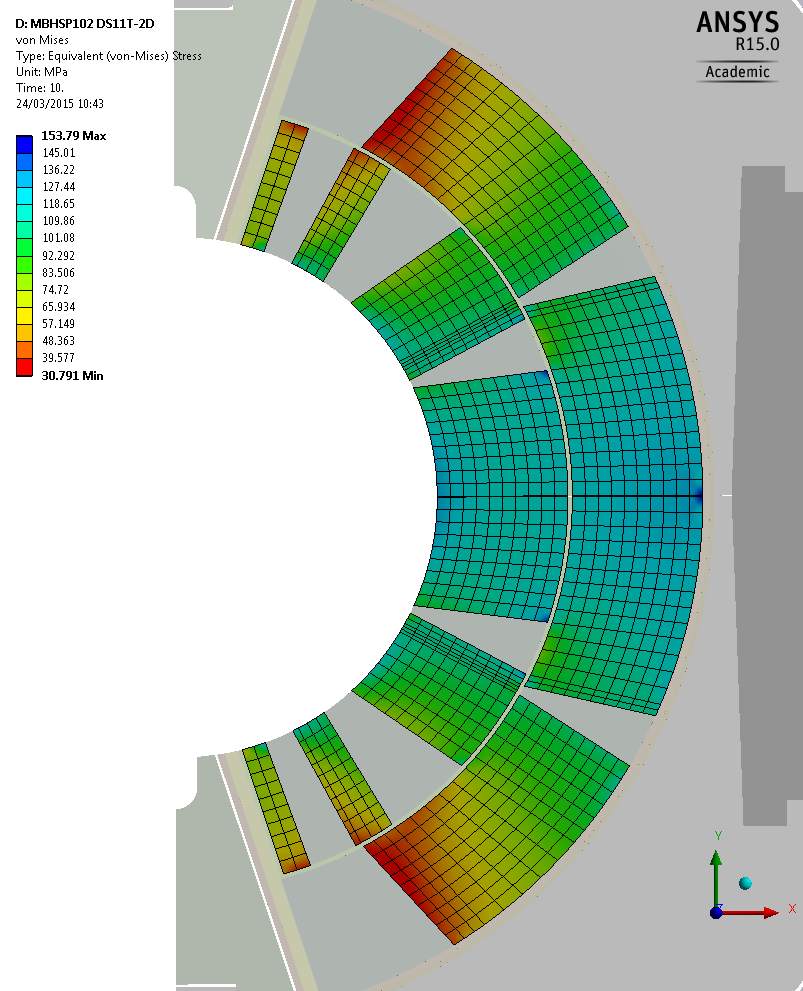 D: MBHSP102 DS11T-2D
von Mises
Type: Equivalent (von-Mises) Stress
Unit: MPa
Time: 10.
24/03/2015 10:43
153.79 Max
145.01
136.22
127.44
118.65
109.86
101.08
92.292
83.506
74.72
65.934
57.149
48.363
39.577
30.791 Min
ANSYS
R15.0
Academic
Y
Z
X